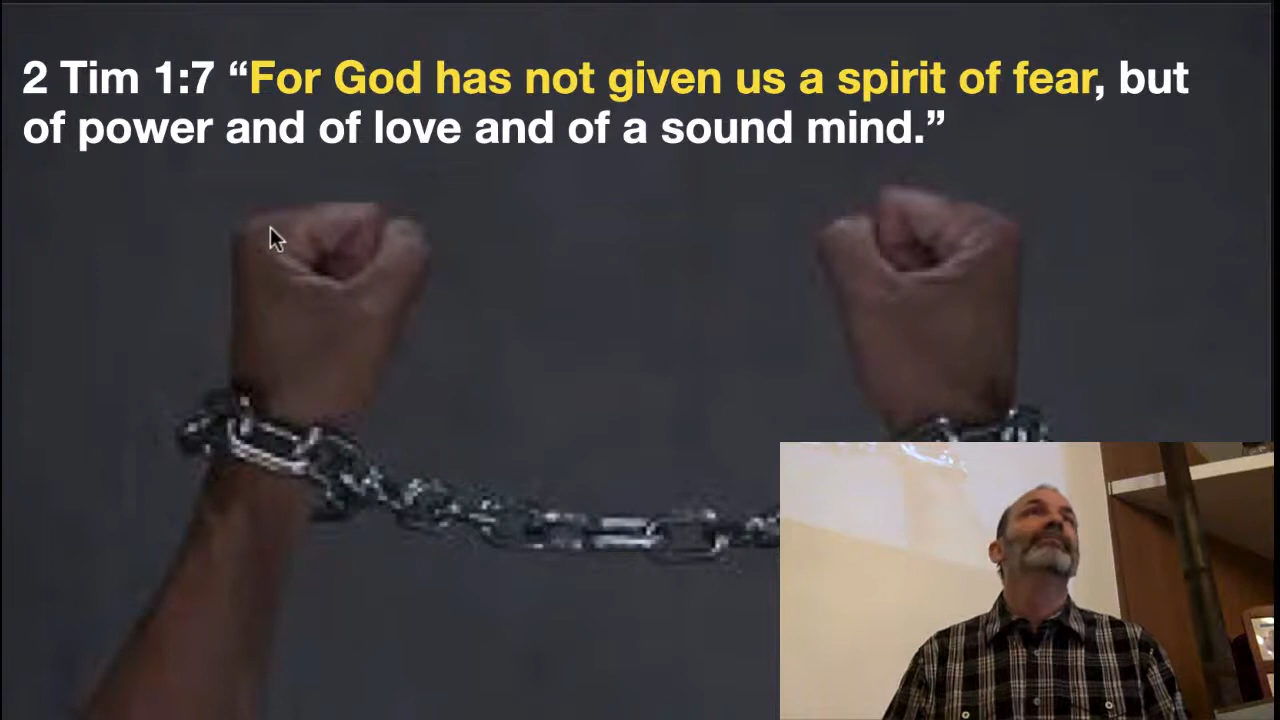 2 Tim 1:7 “For God has not given us a spirit of fear, but
of power and of love and of a sound mind.”